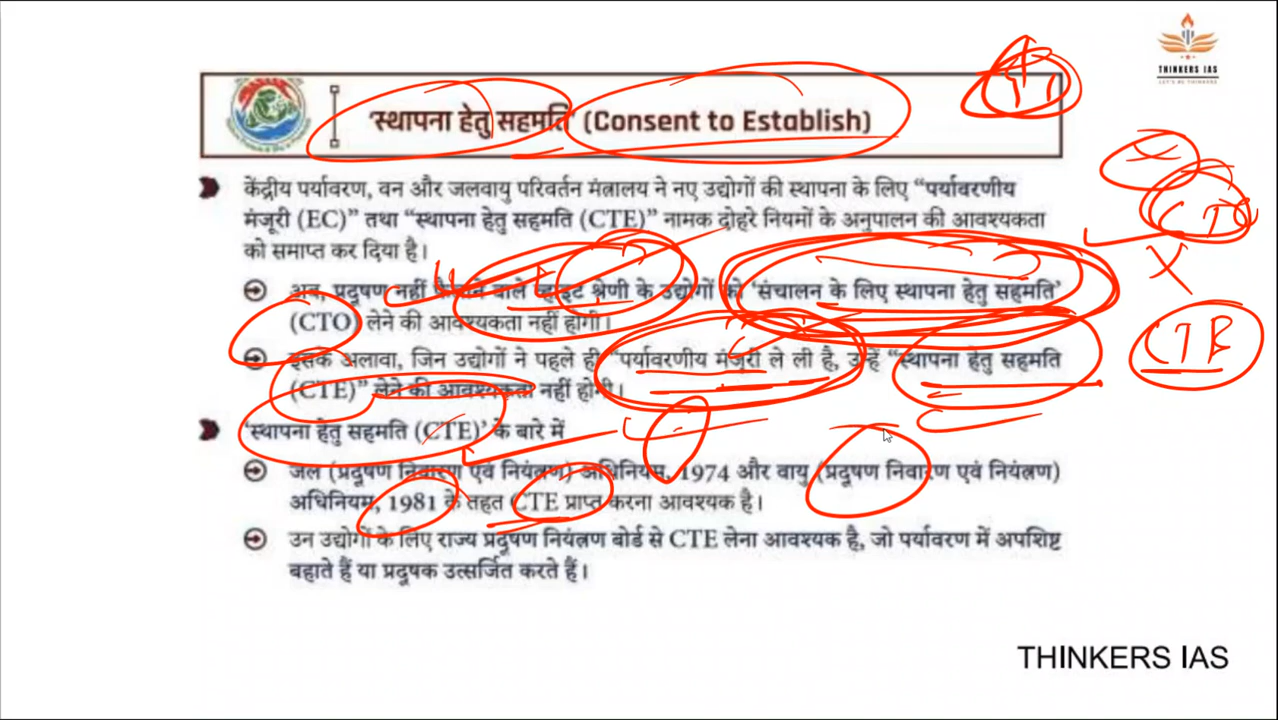 THINKERS IAS
LET'S BE THINKERS
'स्थापना हेतु सहमति' (Consent to Establish)
केंद्रीय पर्यावरण, वन और जलवायु परिवर्तन मंत्रालय ने नए उद्योगों की स्थापना के लिए “पर्यावरणीय
मंजूरी (EC)” तथा “स्थापना हेतु सहमति (CTE)” नामक दोहरे नियमों के अनुपालन की आवश्यकता
को समाप्त कर दिया है।
अब, प्रदूषण नहीं फैलाने वाले व्हाइट श्रेणी के उद्योगों को 'संचालन के लिए स्थापना हेतु सहमति'
(CTO) लेने की आवश्यकता नहीं होगी।
इसके अलावा, जिन उद्योगों ने पहले ही “पर्यावरणीय मंजूरी ले ली है, उन्हें “स्थापना हेतु सहमति
(CTE)” लेने की आवश्यकता नहीं होगी।
'स्थापना हेतु सहमति (CTE)' के बारे में
जल (प्रदूषण निवारण एवं नियंत्रण) अधिनियम, 1974 और वायु (प्रदूषण निवारण एवं नियंत्रण)
अधिनियम, 1981 के तहत CTE प्राप्त करना आवश्यक है।
उन उद्योगों के लिए राज्य प्रदूषण नियंत्रण बोर्ड से CTE लेना आवश्यक है, जो पर्यावरण में अपशिष्ट
बहाते हैं या प्रदूषक उत्सर्जित करते हैं।
THINKERS IAS